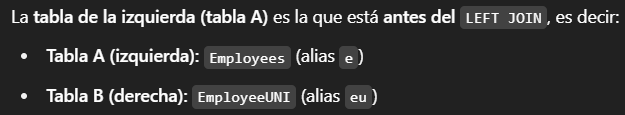 La tabla de la izquierda (tabla A) es la que está antes del LEFT JOIN, es decir:
• Tabla A (izquierda): Employees (alias e)
• Tabla B (derecha): EmployeeUNI (alias eu)